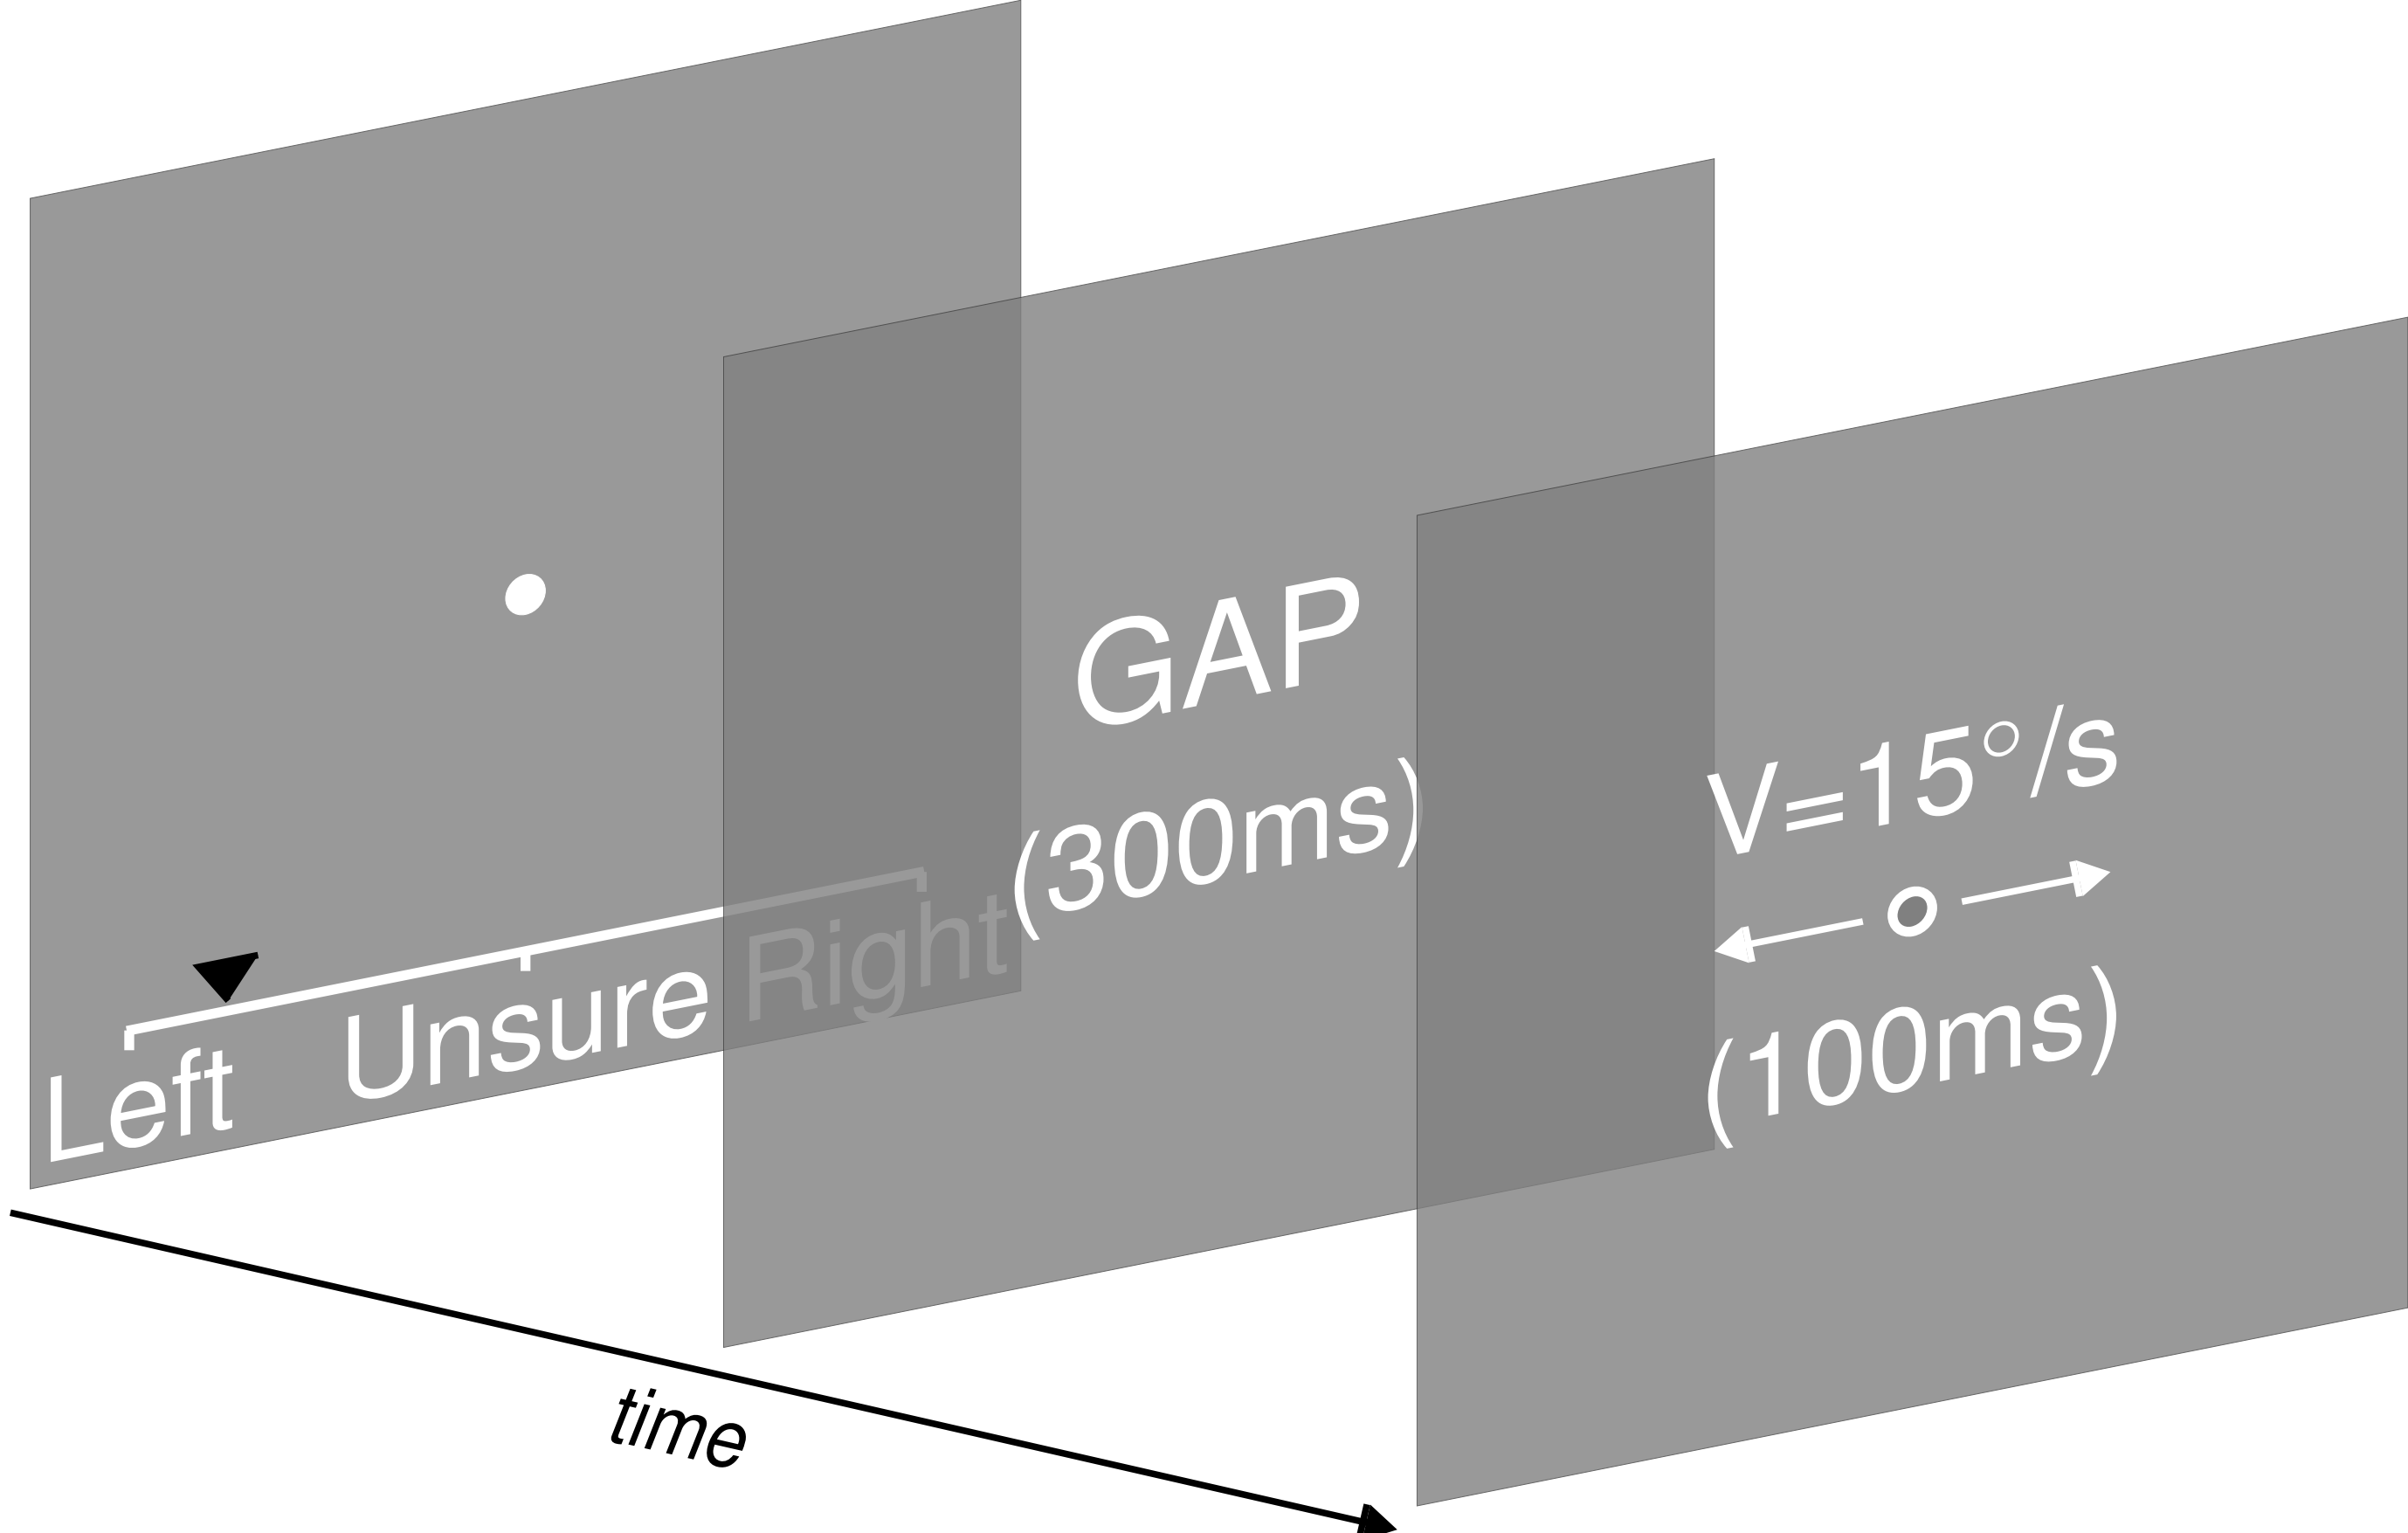 Left Unsure Right
GAP
(300ms)
V=15°/s
(100ms)
time